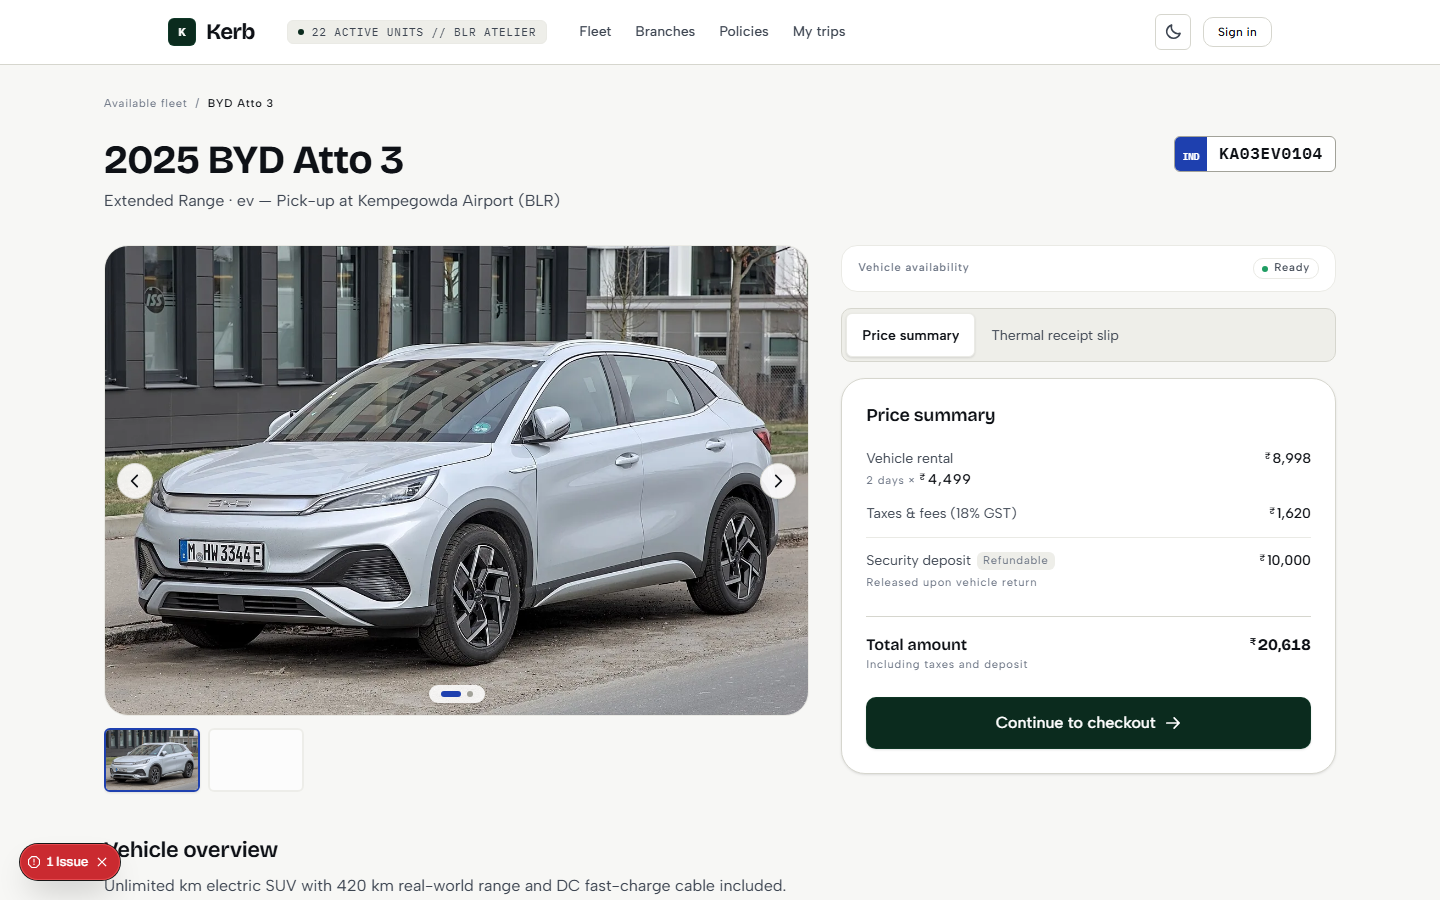 K Kerb
22 ACTIVE UNITS // BLR ATELIER
Fleet
Branches
Policies
My trips
Sign in
Available fleet / BYD Atto 3
2025 BYD Atto 3
IND KA03EV0104
Extended Range · ev — Pick-up at Kempegowda Airport (BLR)
ISS
BYD
M HW 3344 E
Vehicle availability
Ready
Price summary
Thermal receipt slip
Price summary
Vehicle rental ₹8,998
2 days × ₹4,499
Taxes & fees (18% GST) ₹1,620
Security deposit Refundable ₹10,000
Released upon vehicle return
Total amount ₹20,618
Including taxes and deposit
Continue to checkout →
Vehicle overview
1 Issue
Unlimited km electric SUV with 420 km real-world range and DC fast-charge cable included.